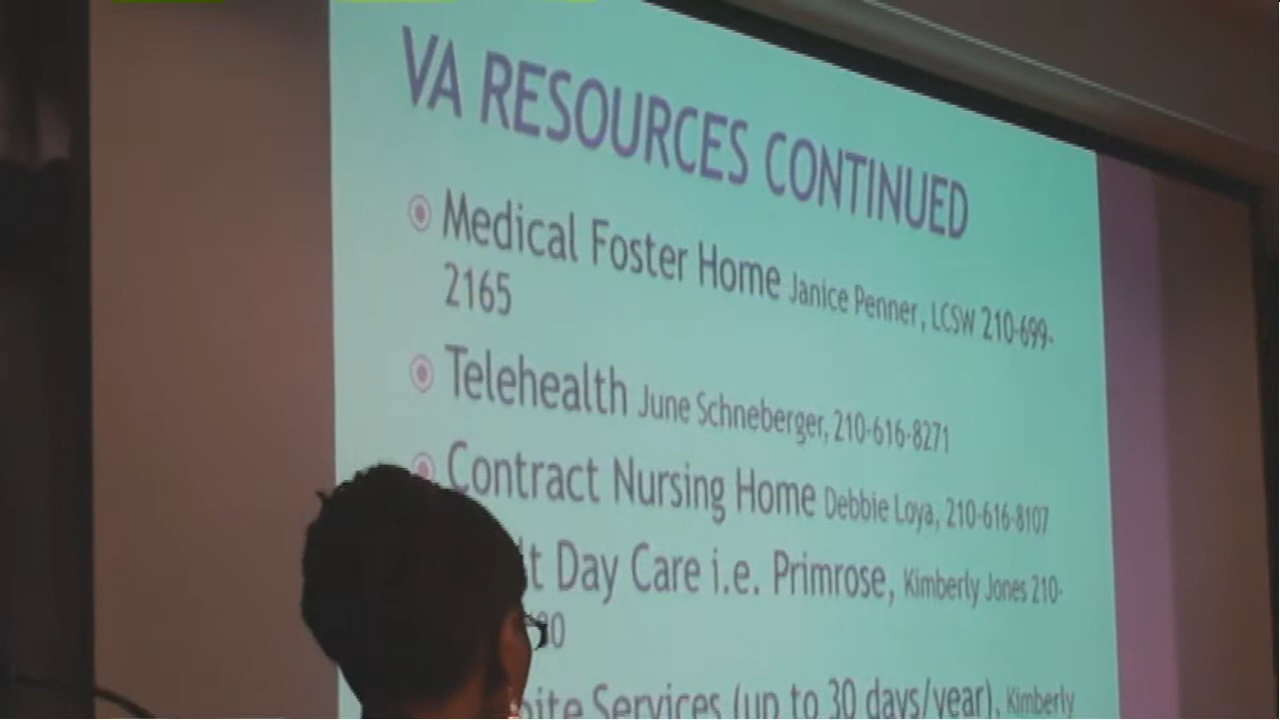 VA RESOURCES CONTINUED
Medical Foster Home Janice Penner, LCSW 210-699-
2165
Telehealth June Schneberger, 210-616-8271
Contract Nursing Home Debbie Loya, 210-616-8107
Day Care i.e. Primrose, Kimberly Jones 210-
Services (up to 30 days/year), Kimberly